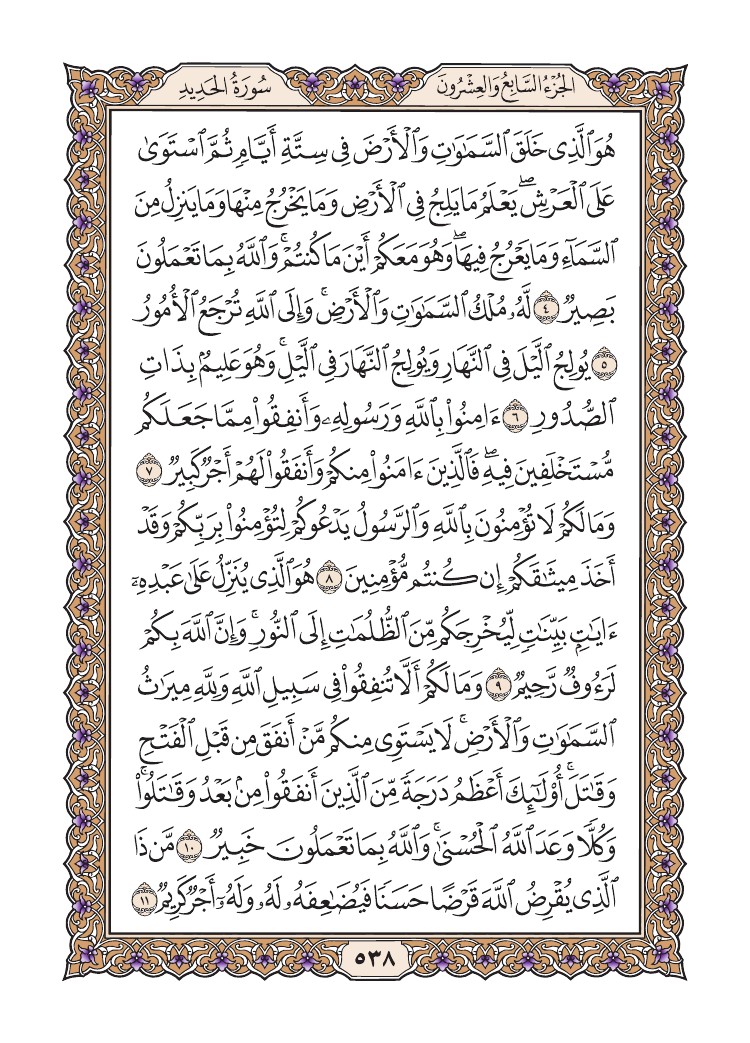 الجُزْءُ السَّابِعُ وَالعِشْرُونَ
سُورَةُ الحَدِيدِ
هُوَ ٱلَّذِى خَلَقَ ٱلسَّمَٰوَٰتِ وَٱلْأَرْضَ فِى سِتَّةِ أَيَّامٍ ثُمَّ ٱسْتَوَىٰ
عَلَى ٱلْعَرْشِ ۖ يَعْلَمُ مَا يَلِجُ فِى ٱلْأَرْضِ وَمَا يَخْرُجُ مِنْهَا وَمَا يَنزِلُ مِنَ
ٱلسَّمَآءِ وَمَا يَعْرُجُ فِيهَا ۖ وَهُوَ مَعَكُمْ أَيْنَ مَا كُنتُمْ ۚ وَٱللَّهُ بِمَا تَعْمَلُونَ
بَصِيرٌ ٤ لَّهُۥ مُلْكُ ٱلسَّمَٰوَٰتِ وَٱلْأَرْضِ ۚ وَإِلَى ٱللَّهِ تُرْجَعُ ٱلْأُمُورُ
٥ يُولِجُ ٱلَّيْلَ فِى ٱلنَّهَارِ وَيُولِجُ ٱلنَّهَارَ فِى ٱلَّيْلِ ۚ وَهُوَ عَلِيمٌۢ بِذَاتِ
ٱلصُّدُورِ ٦ ءَامِنُوا۟ بِٱللَّهِ وَرَسُولِهِۦ وَأَنفِقُوا۟ مِمَّا جَعَلَكُم
مُّسْتَخْلَفِينَ فِيهِ ۖ فَٱلَّذِينَ ءَامَنُوا۟ مِنكُمْ وَأَنفَقُوا۟ لَهُمْ أَجْرٌ كَبِيرٌ ٧
وَمَا لَكُمْ لَا تُؤْمِنُونَ بِٱللَّهِ وَٱلرَّسُولُ يَدْعُوكُمْ لِتُؤْمِنُوا۟ بِرَبِّكُمْ وَقَدْ
أَخَذَ مِيثَٰقَكُمْ إِن كُنتُم مُّؤْمِنِينَ ٨ هُوَ ٱلَّذِى يُنَزِّلُ عَلَىٰ عَبْدِهِۦٓ
ءَايَٰتٍۭ بَيِّنَٰتٍ لِّيُخْرِجَكُم مِّنَ ٱلظُّلُمَٰتِ إِلَى ٱلنُّورِ ۚ وَإِنَّ ٱللَّهَ بِكُمْ
لَرَءُوفٌ رَّحِيمٌ ٩ وَمَا لَكُمْ أَلَّا تُنفِقُوا۟ فِى سَبِيلِ ٱللَّهِ وَلِلَّهِ مِيرَٰثُ
ٱلسَّمَٰوَٰتِ وَٱلْأَرْضِ ۚ لَا يَسْتَوِى مِنكُم مَّنْ أَنفَقَ مِن قَبْلِ ٱلْفَتْحِ
وَقَٰتَلَ ۚ أُو۟لَٰٓئِكَ أَعْظَمُ دَرَجَةً مِّنَ ٱلَّذِينَ أَنفَقُوا۟ مِنۢ بَعْدُ وَقَٰتَلُوا۟ ۚ
وَكُلًّا وَعَدَ ٱللَّهُ ٱلْحُسْنَىٰ ۚ وَٱللَّهُ بِمَا تَعْمَلُونَ خَبِيرٌ ١٠ مَّن ذَا
ٱلَّذِى يُقْرِضُ ٱللَّهَ قَرْضًا حَسَنًا فَيُضَٰعِفَهُۥ لَهُۥ وَلَهُۥٓ أَجْرٌ كَرِيمٌ ١١
٥٣٨